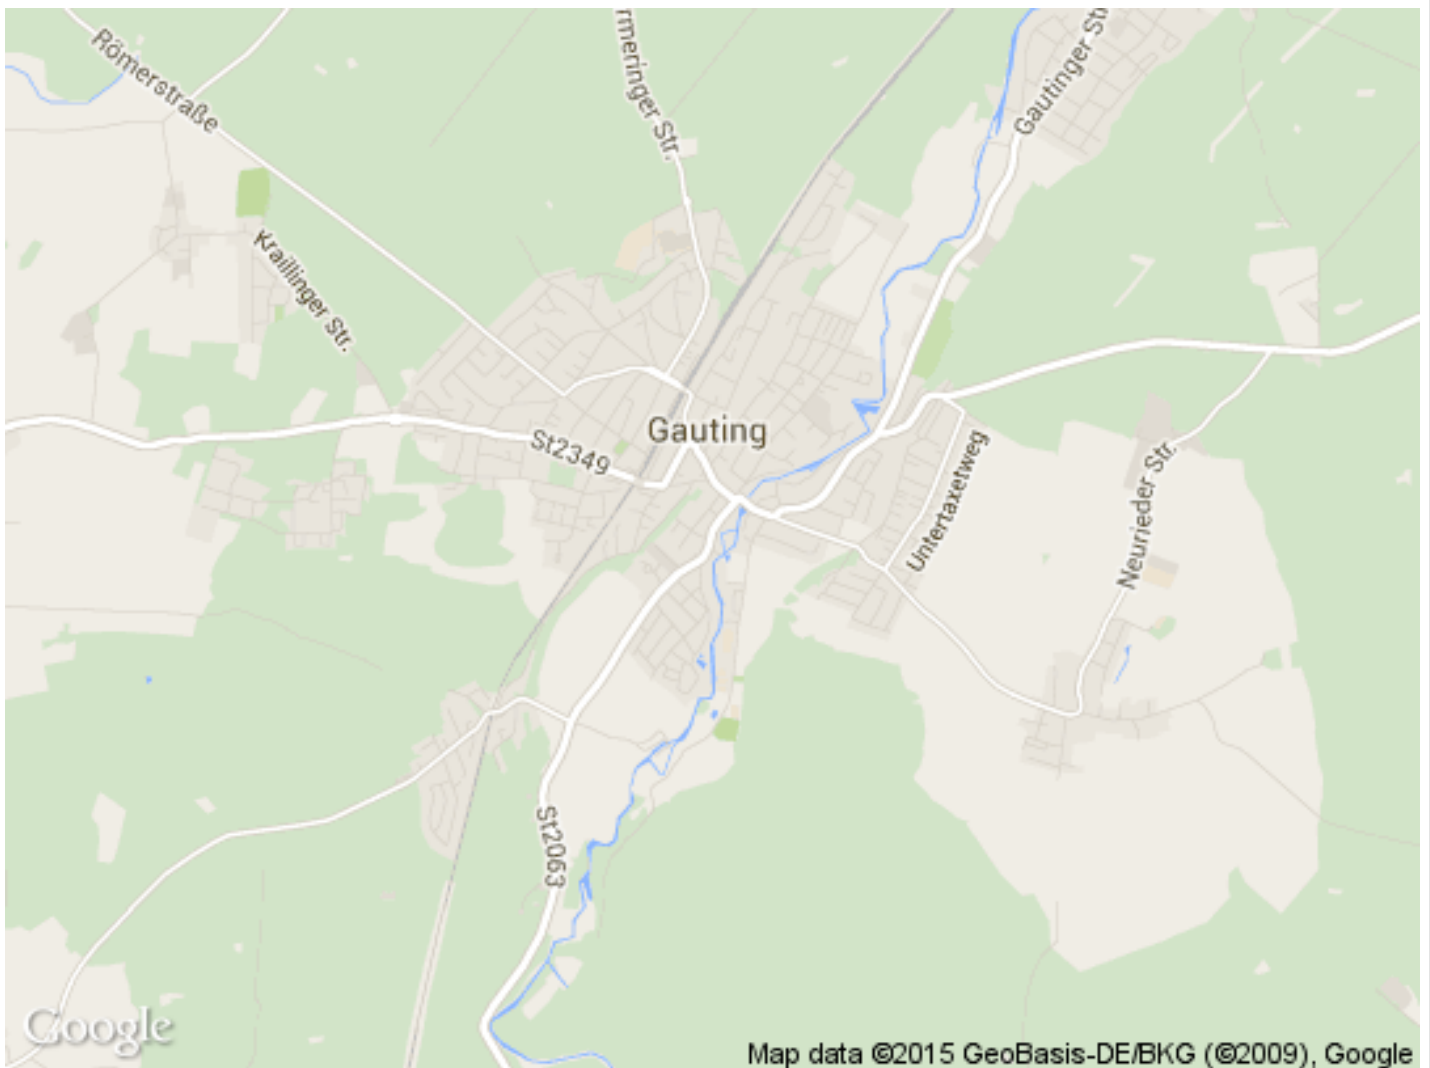 Römerstraße
rmeringer Str.
Gautinger Str
Kraillinger Str.
Gauting
St2349
Untertaxetweg
Neurieder Str.
St2063
Google
Map data ©2015 GeoBasis-DE/BKG (©2009), Google